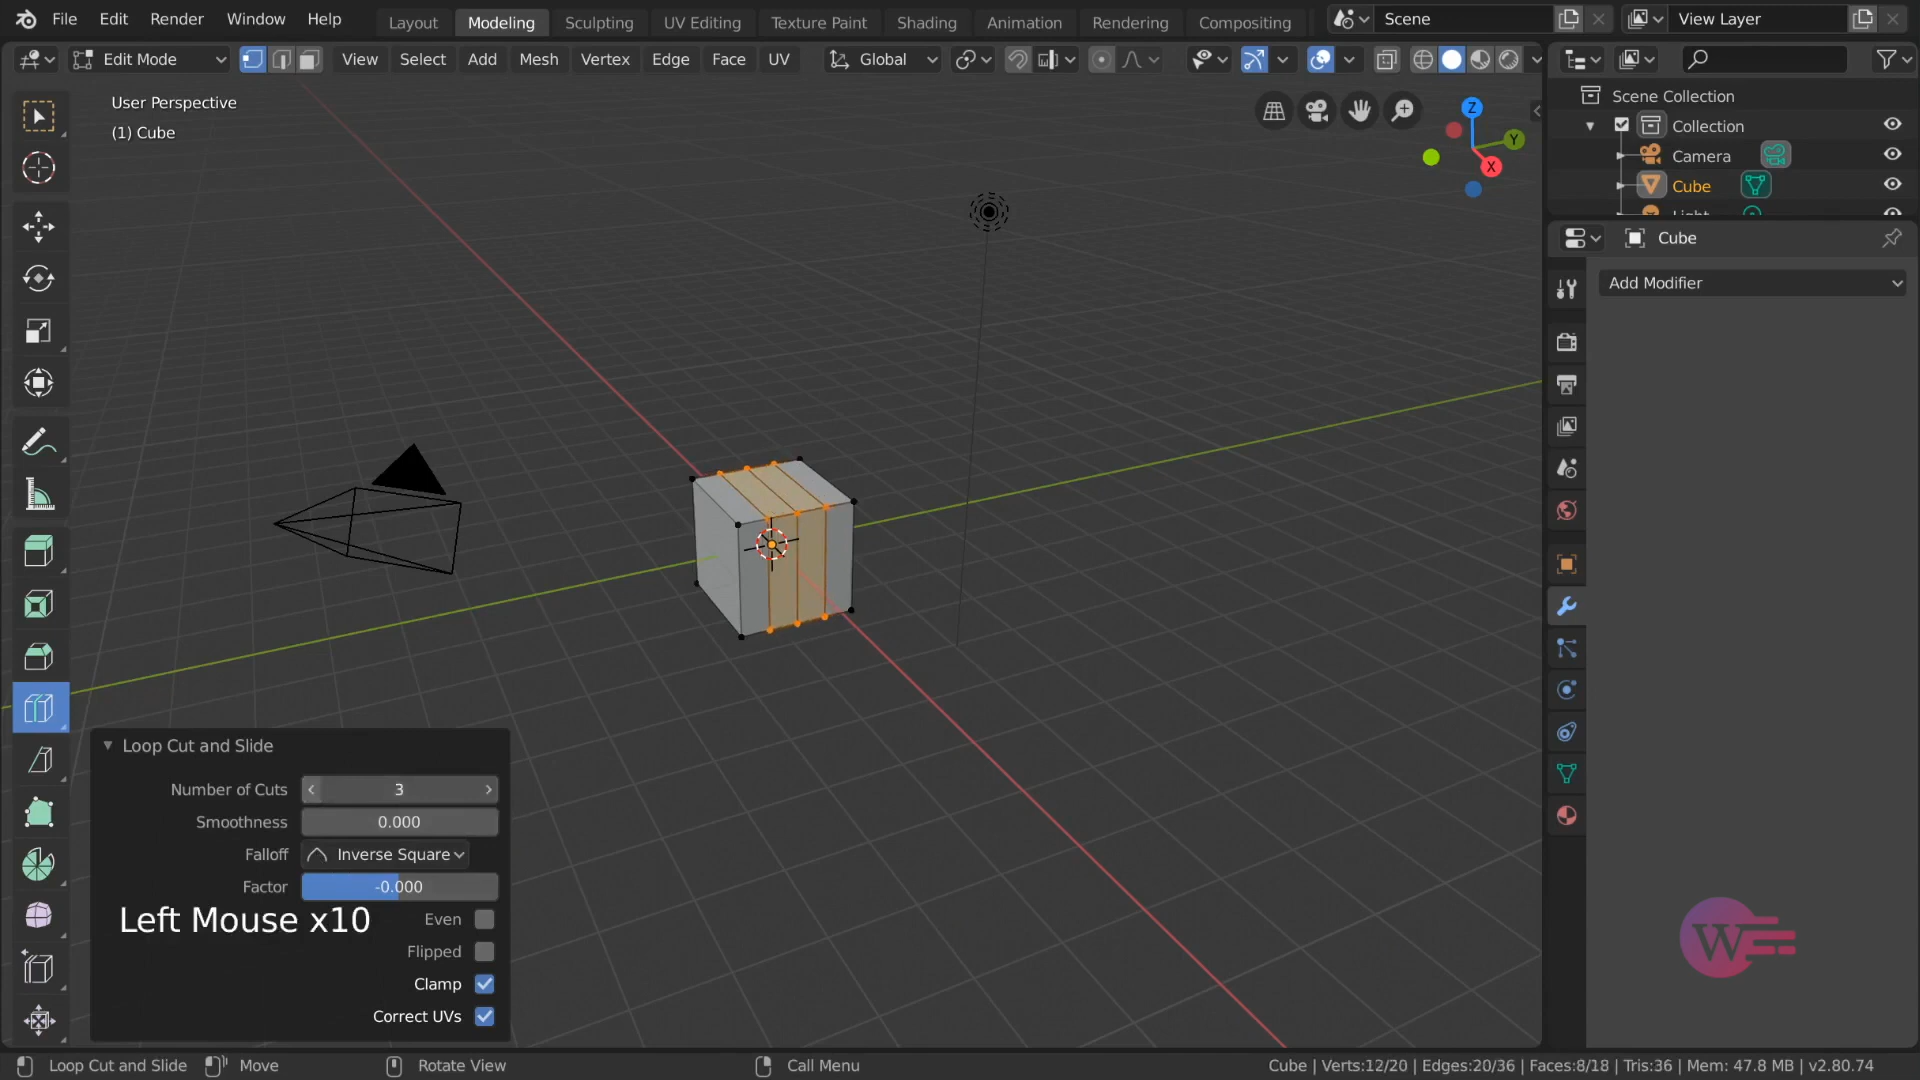 File Edit Render Window Help Layout Modeling Sculpting UV Editing Texture Paint Shading Animation Rendering Compositing Scene View Layer
Edit Mode View Select Add Mesh Vertex Edge Face UV Global
User Perspective
(1) Cube
Z
Y
X
Scene Collection
Collection
Camera
Cube
Light
Cube
Add Modifier
Loop Cut and Slide
Number of Cuts 3
Smoothness 0.000
Falloff Inverse Square
Factor -0.000
Left Mouse x10
Even
Flipped
Clamp
Correct UVs
W
Loop Cut and Slide Move Rotate View Call Menu Cube | Verts:12/20 | Edges:20/36 | Faces:8/18 | Tris:36 | Mem: 47.8 MB | v2.80.74